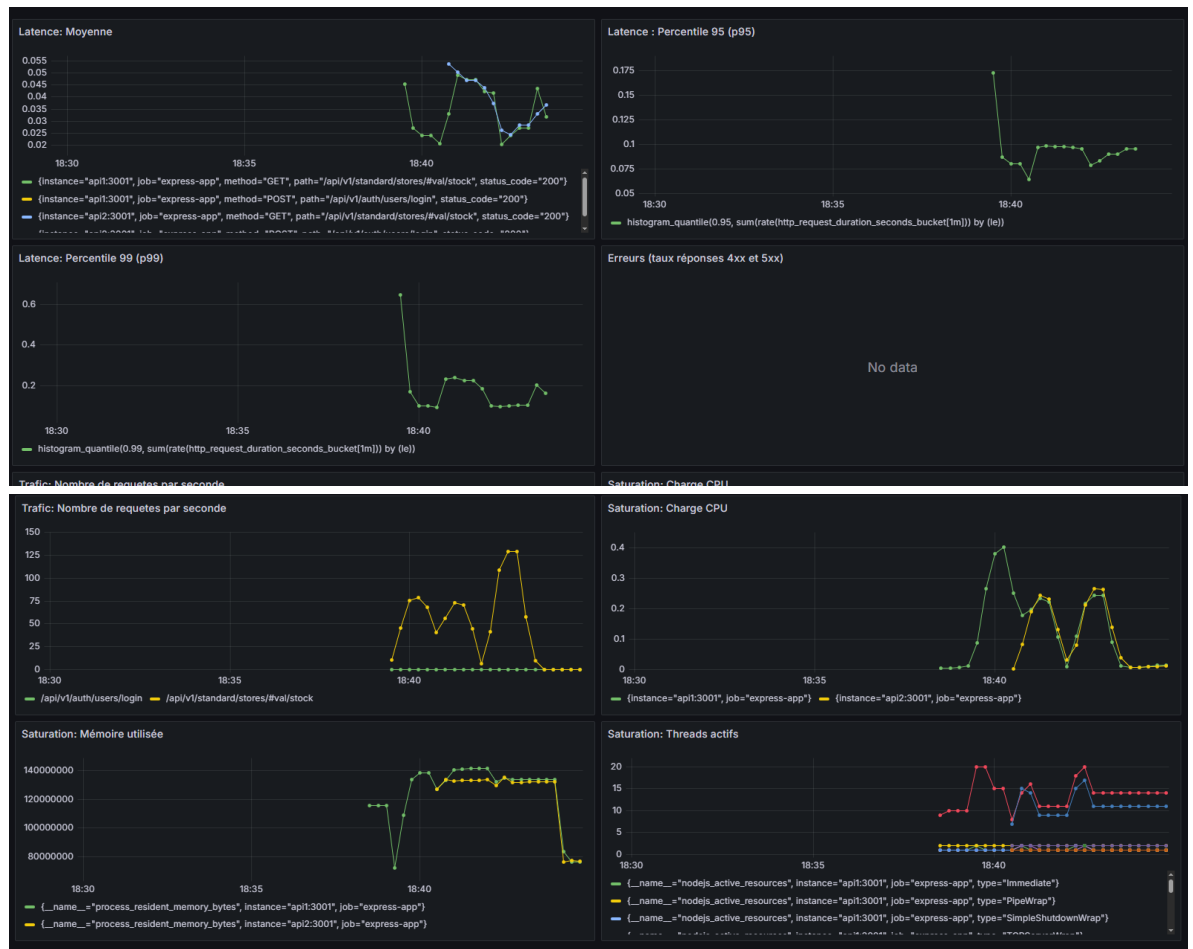 Latence: Moyenne
0.055
0.05
0.045
0.04
0.035
0.03
0.025
0.02
18:30 18:35 18:40
{instance="api1:3001", job="express-app", method="GET", path="/api/v1/standard/stores/#val/stock", status_code="200"}
{instance="api1:3001", job="express-app", method="POST", path="/api/v1/auth/users/login", status_code="200"}
{instance="api2:3001", job="express-app", method="GET", path="/api/v1/standard/stores/#val/stock", status_code="200"}
Latence : Percentile 95 (p95)
0.175
0.15
0.125
0.1
0.075
0.05
18:30 18:35 18:40
histogram_quantile(0.95, sum(rate(http_request_duration_seconds_bucket[1m])) by (le))
Latence: Percentile 99 (p99)
0.6
0.4
0.2
18:30 18:35 18:40
histogram_quantile(0.99, sum(rate(http_request_duration_seconds_bucket[1m])) by (le))
Erreurs (taux réponses 4xx et 5xx)
No data
Trafic: Nombre de requetes par seconde
Saturation: Charge CPU
Trafic: Nombre de requetes par seconde
150
125
100
75
50
25
0
18:30 18:35 18:40
/api/v1/auth/users/login /api/v1/standard/stores/#val/stock
Saturation: Charge CPU
0.4
0.3
0.2
0.1
0
18:30 18:35 18:40
{instance="api1:3001", job="express-app"} {instance="api2:3001", job="express-app"}
Saturation: Mémoire utilisée
140000000
120000000
100000000
80000000
18:30 18:35 18:40
{__name__="process_resident_memory_bytes", instance="api1:3001", job="express-app"}
{__name__="process_resident_memory_bytes", instance="api2:3001", job="express-app"}
Saturation: Threads actifs
20
15
10
5
0
18:30 18:35 18:40
{__name__="nodejs_active_resources", instance="api1:3001", job="express-app", type="Immediate"}
{__name__="nodejs_active_resources", instance="api1:3001", job="express-app", type="PipeWrap"}
{__name__="nodejs_active_resources", instance="api1:3001", job="express-app", type="SimpleShutdownWrap"}